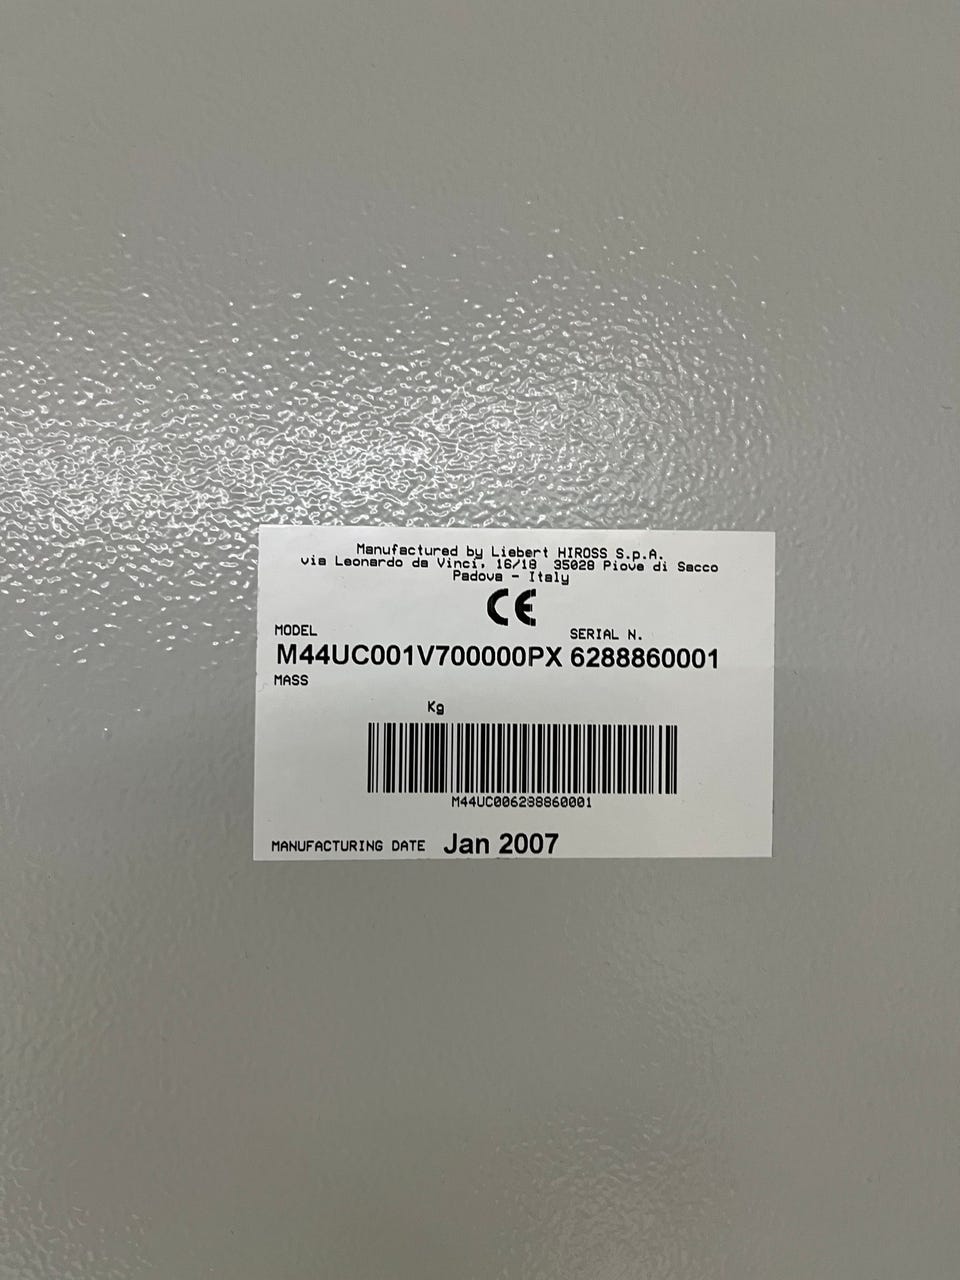 Manufactured by Liebert HIROSS S.p.A.
via Leonardo da Vinci, 16/18 35028 Piove di Sacco
Padova - Italy
CE
MODEL SERIAL N.
M44UC001V700000PX 6288860001
MASS
Kg
M44UC006288860001
MANUFACTURING DATE Jan 2007